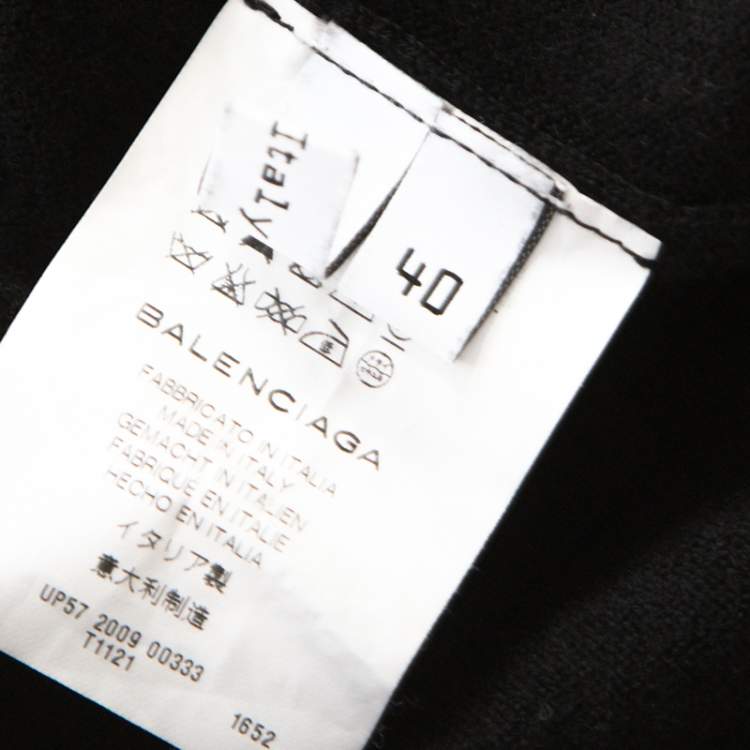 Italy
40
BALENCIAGA
FABBRICATO IN ITALIA
MADE IN ITALY
GEMACHT IN ITALIEN
FABRIQUE EN ITALIE
HECHO EN ITALIA
イタリア製
意大利制造
UP57 2009 00333
T1121
1652